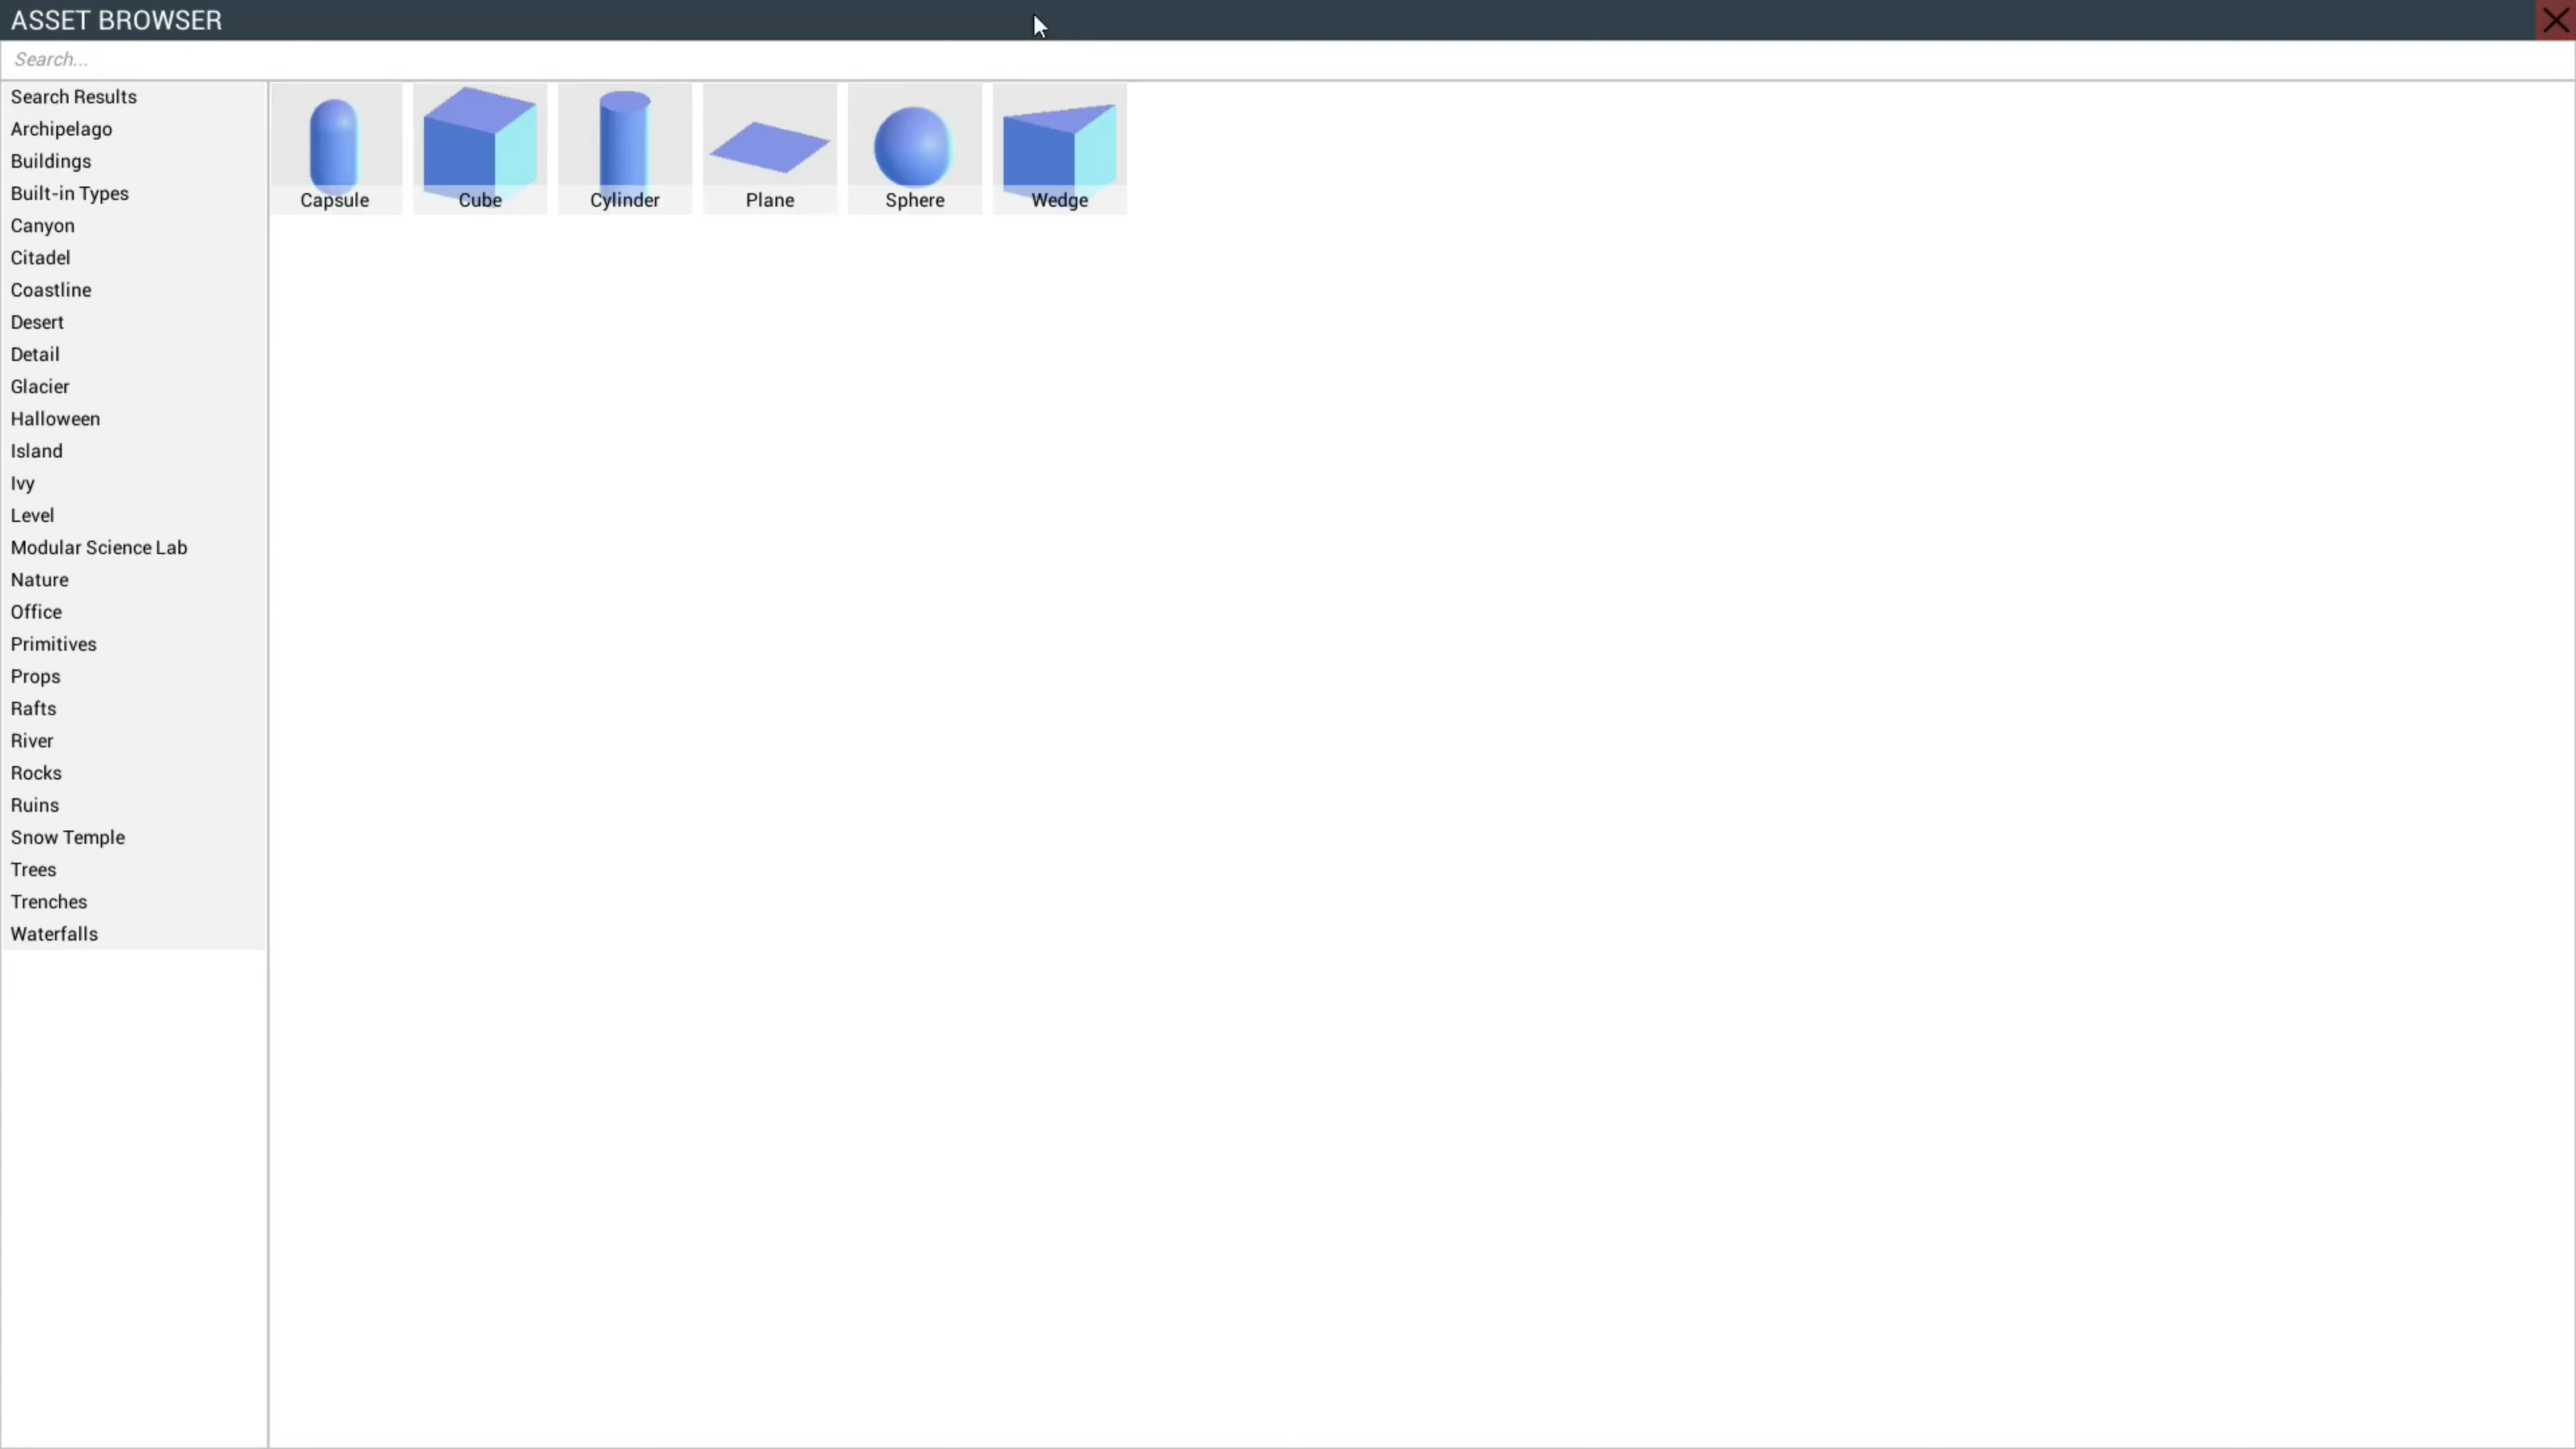 ASSET BROWSER
Search...
Search Results
Archipelago
Buildings
Built-in Types
Canyon
Citadel
Coastline
Desert
Detail
Glacier
Halloween
Island
Ivy
Level
Modular Science Lab
Nature
Office
Primitives
Props
Rafts
River
Rocks
Ruins
Snow Temple
Trees
Trenches
Waterfalls
Capsule
Cube
Cylinder
Plane
Sphere
Wedge